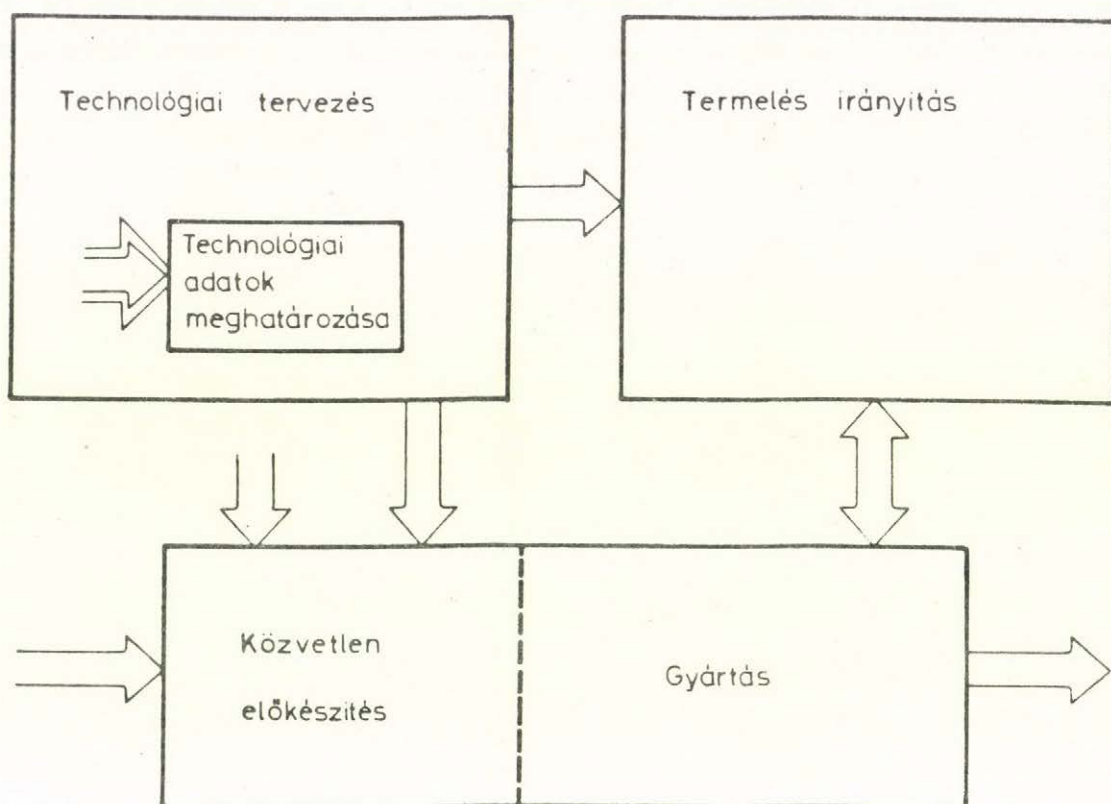 Technológiai tervezés
Termelés irányitás
Technológiai
adatok
meghatározása
Közvetlen
előkészités
Gyártás